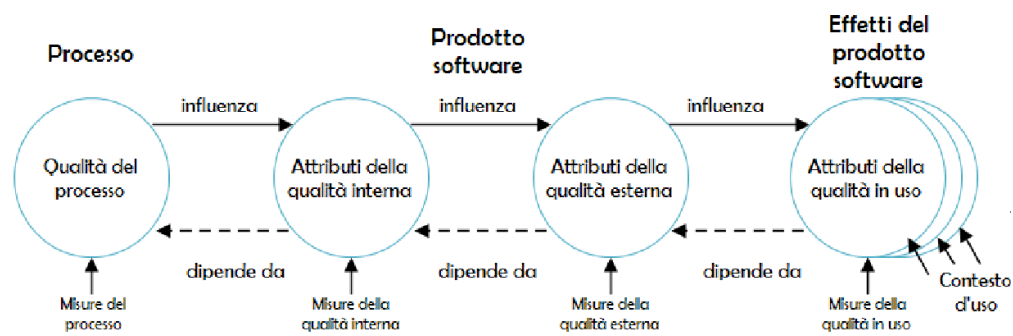 Processo
Prodotto
software
Effetti del
prodotto
software
influenza
influenza
influenza
Qualità del
processo
Attributi della
qualità interna
Attributi della
qualità esterna
Attributi della
qualità in uso
dipende da
dipende da
dipende da
Misure del
processo
Misure della
qualità interna
Misure della
qualità esterna
Misure della
qualità in uso
Contesto
d'uso